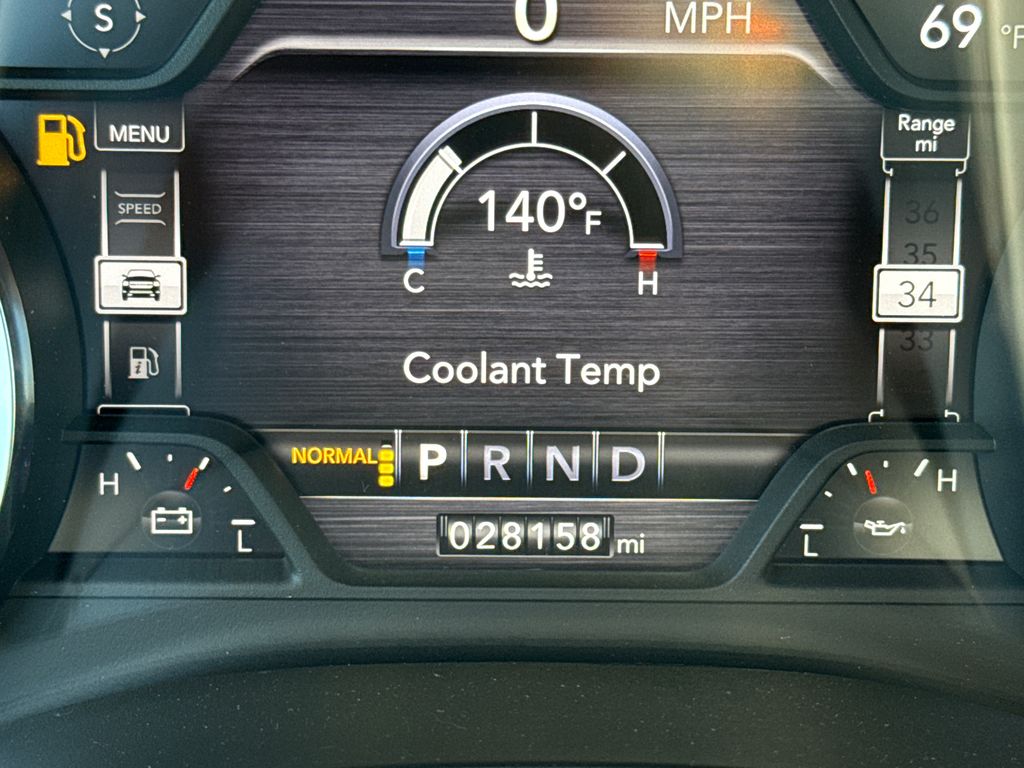 S
0 MPH
69 °F
MENU
Range
mi
SPEED
36
35
34
33
140°F
C
H
Coolant Temp
NORMAL
P R N D
H
L
028158 mi
L
H